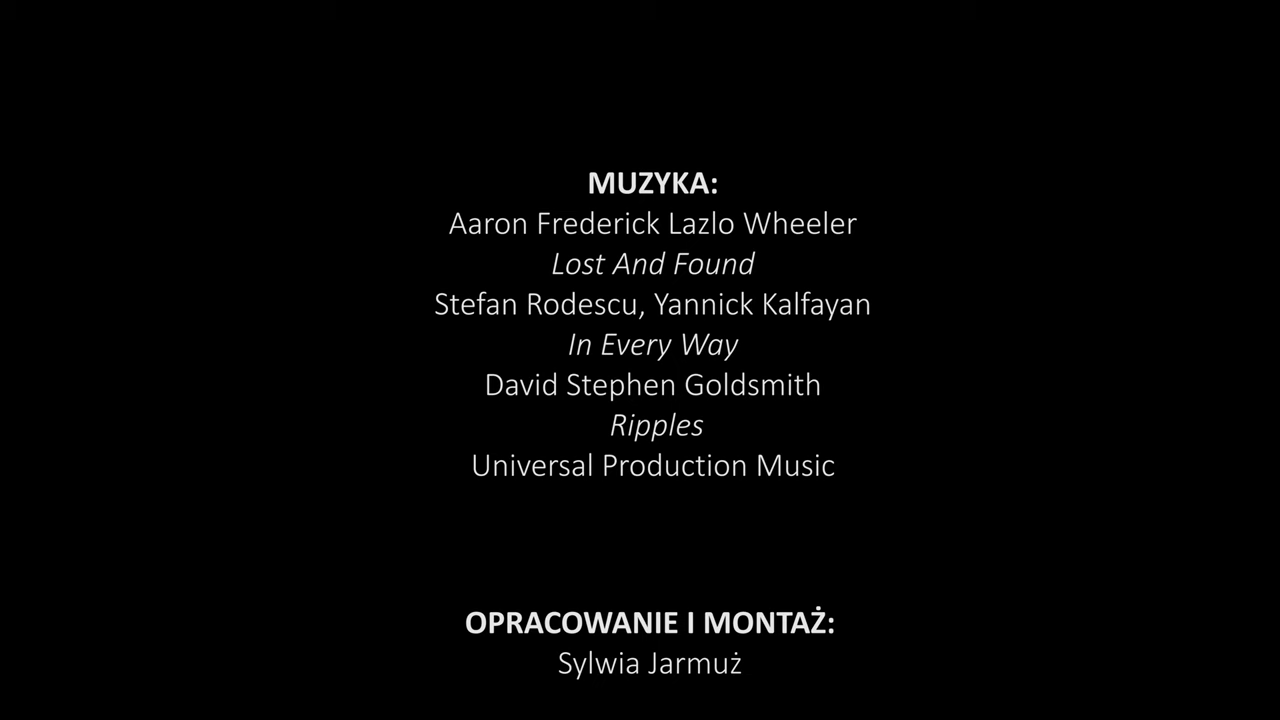 MUZYKA:
Aaron Frederick Lazlo Wheeler
Lost And Found
Stefan Rodescu, Yannick Kalfayan
In Every Way
David Stephen Goldsmith
Ripples
Universal Production Music
OPRACOWANIE I MONTAŻ:
Sylwia Jarmuż